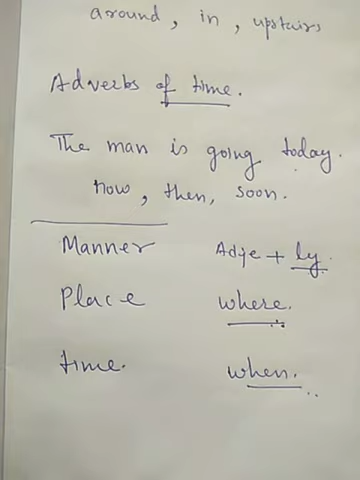 around, in, upstairs
Adverbs of time.
The man is going today.
now, then, soon.
Manner Adje + ly.
Place where.
time. when.